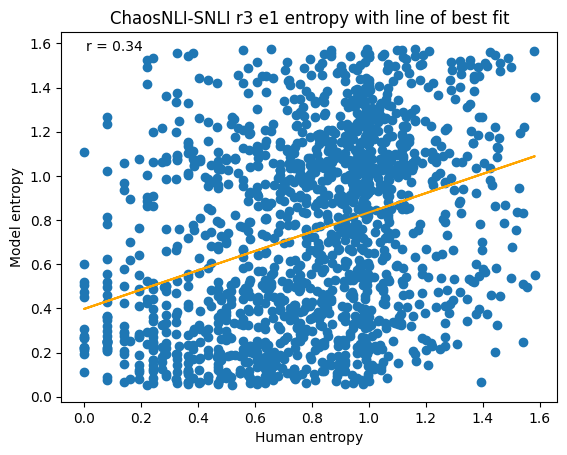 ChaosNLI-SNLI r3 e1 entropy with line of best fit
r = 0.34
Model entropy
1.6
1.4
1.2
1.0
0.8
0.6
0.4
0.2
0.0
0.0 0.2 0.4 0.6 0.8 1.0 1.2 1.4 1.6
Human entropy